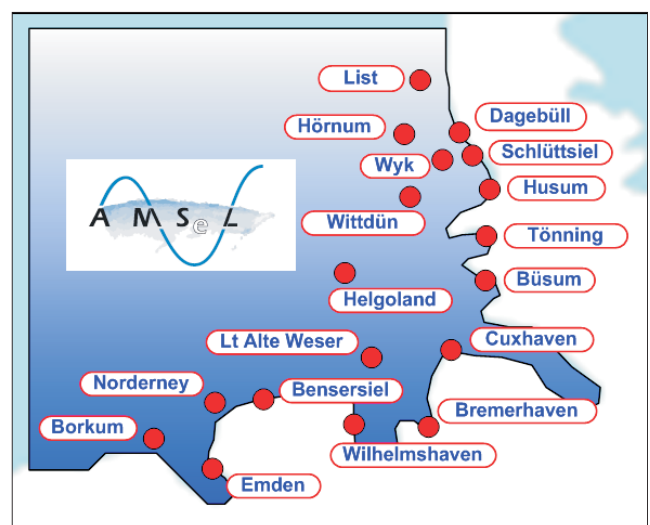 List
Hörnum
Dagebüll
Wyk
Schlüttsiel
Husum
Wittdün
Tönning
AMSeL
Büsum
Helgoland
Cuxhaven
Lt Alte Weser
Norderney
Bensersiel
Bremerhaven
Borkum
Wilhelmshaven
Emden